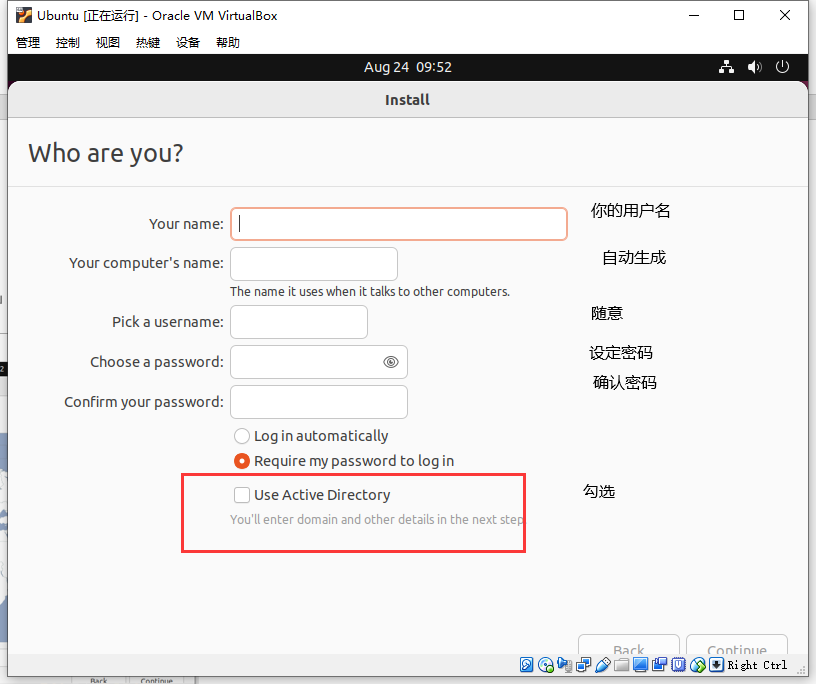 Ubuntu [正在运行] - Oracle VM VirtualBox
管理 控制 视图 热键 设备 帮助
Aug 24 09:52
Install
Who are you?
Your name: 你的用户名
Your computer's name: 自动生成
The name it uses when it talks to other computers.
Pick a username: 随意
Choose a password: 设定密码
Confirm your password: 确认密码
Log in automatically
Require my password to log in
Use Active Directory 勾选
You'll enter domain and other details in the next step
Back Continue
Right Ctrl
Back Continue